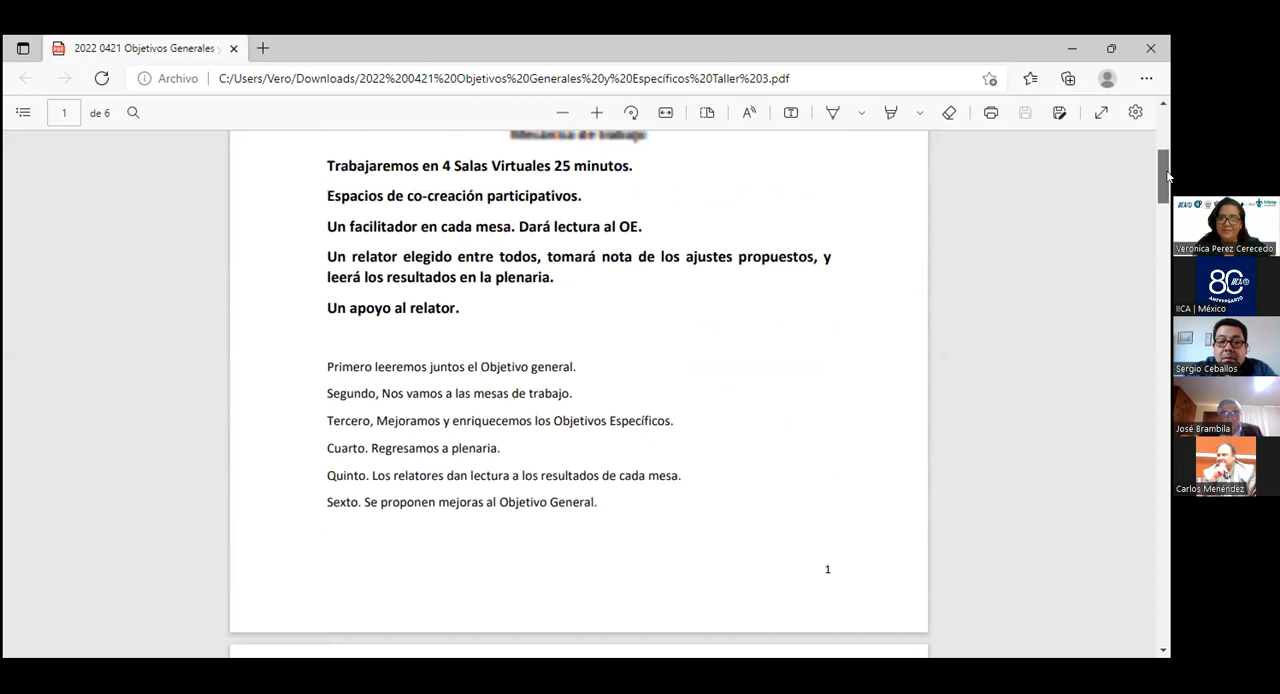 2022 0421 Objetivos Generales y
Archivo
C:/Users/Vero/Downloads/2022%200421%20Objetivos%20Generales%20y%20Específicos%20Taller%203.pdf
1 de 6
Mecánica de trabajo
Trabajaremos en 4 Salas Virtuales 25 minutos.
Espacios de co-creación participativos.
Un facilitador en cada mesa. Dará lectura al OE.
Un relator elegido entre todos, tomará nota de los ajustes propuestos, y
leerá los resultados en la plenaria.
Un apoyo al relator.
Primero leeremos juntos el Objetivo general.
Segundo, Nos vamos a las mesas de trabajo.
Tercero, Mejoramos y enriquecemos los Objetivos Específicos.
Cuarto. Regresamos a plenaria.
Quinto. Los relatores dan lectura a los resultados de cada mesa.
Sexto. Se proponen mejoras al Objetivo General.
1
Veronica Perez Cerecedo
80
ANIVERSARIO
IICA | México
Sergio Ceballos
José Brambila
Carlos Menéndez